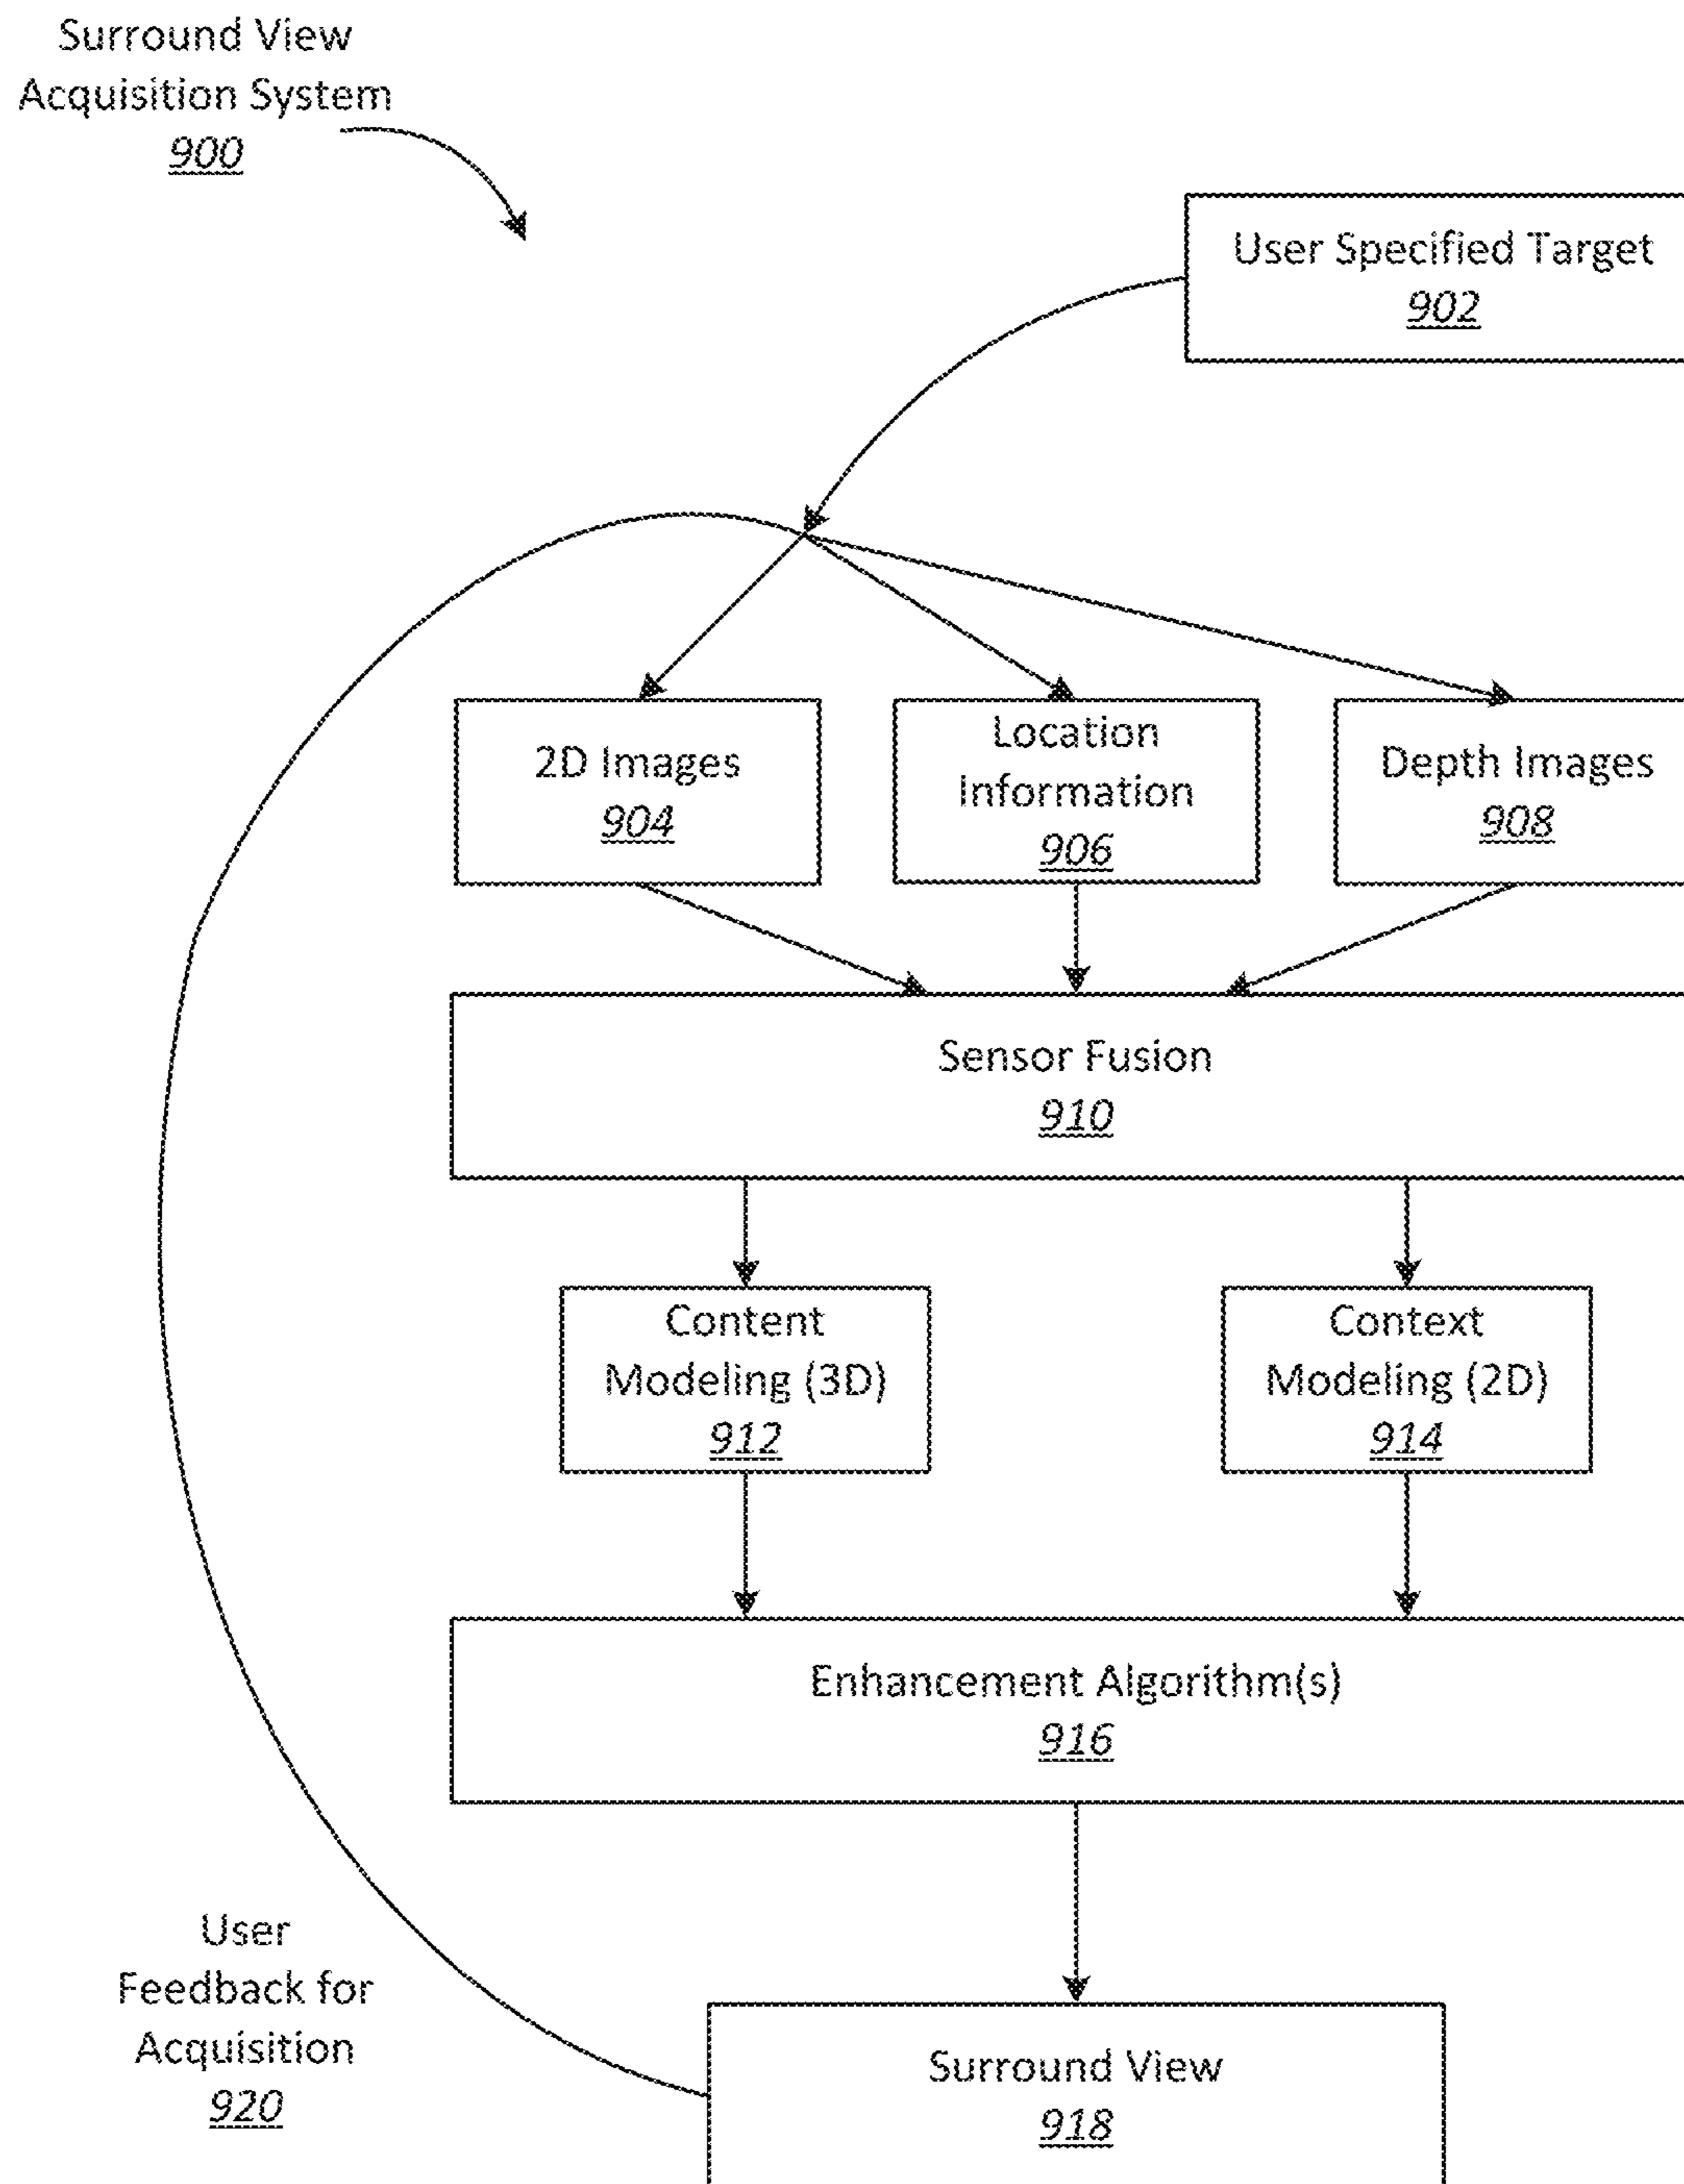 Surround View
Acquisition System
900
User Specified Target
902
2D Images
904
Location
Information
906
Depth Images
908
Sensor Fusion
910
Content
Modeling (3D)
912
Context
Modeling (2D)
914
Enhancement Algorithm(s)
916
User
Feedback for
Acquisition
920
Surround View
918